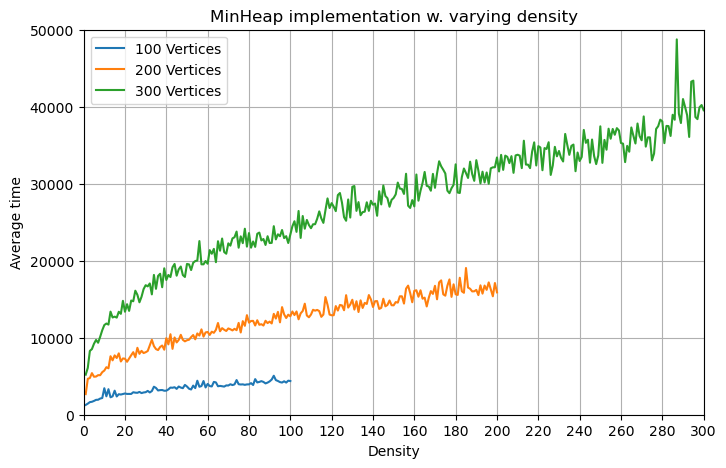 MinHeap implementation w. varying density
100 Vertices
200 Vertices
300 Vertices
Average time
50000
40000
30000
20000
10000
0
0 20 40 60 80 100 120 140 160 180 200 220 240 260 280 300
Density